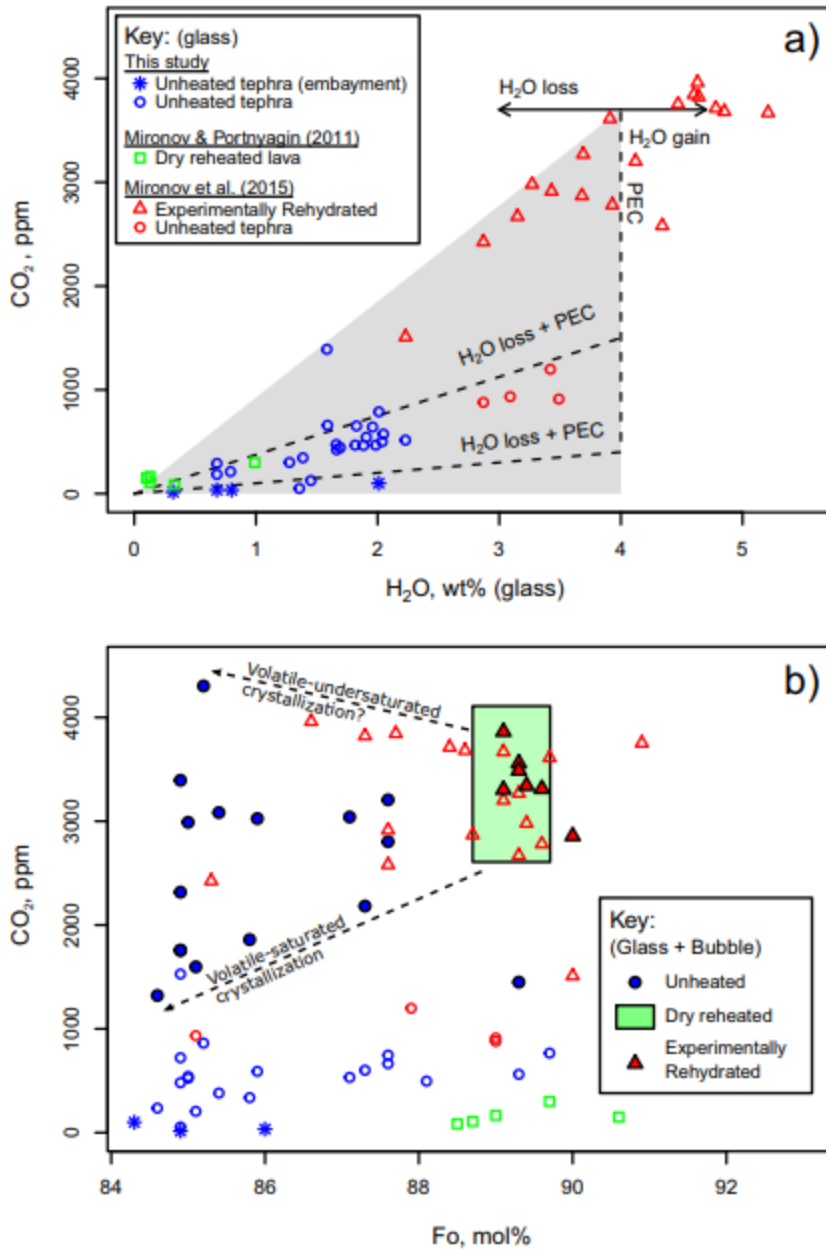 a)
Key: (glass)
This study
Unheated tephra (embayment)
Unheated tephra
Mironov & Portnyagin (2011)
Dry reheated lava
Mironov et al. (2015)
Experimentally Rehydrated
Unheated tephra
H₂O loss
H₂O gain
PEC
H₂O loss + PEC
H₂O loss + PEC
CO₂, ppm
4000
3000
2000
1000
0
0 1 2 3 4 5
H₂O, wt% (glass)
b)
Volatile-undersaturated
crystallization?
Volatile-saturated
crystallization
Key:
(Glass + Bubble)
Unheated
Dry reheated
Experimentally
Rehydrated
CO₂, ppm
4000
3000
2000
1000
0
84 86 88 90 92
Fo, mol%